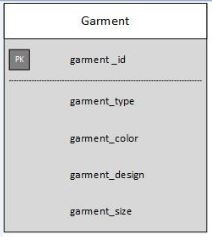 Garment
PK garment _id
garment_type
garment_color
garment_design
garment_size